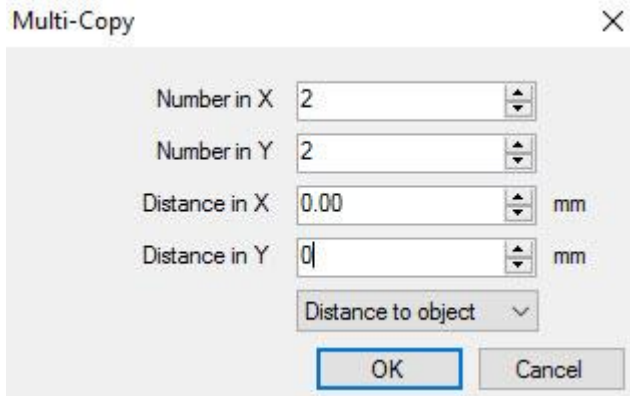 Multi-Copy
Number in X 2
Number in Y 2
Distance in X 0.00 mm
Distance in Y 0 mm
Distance to object
OK Cancel